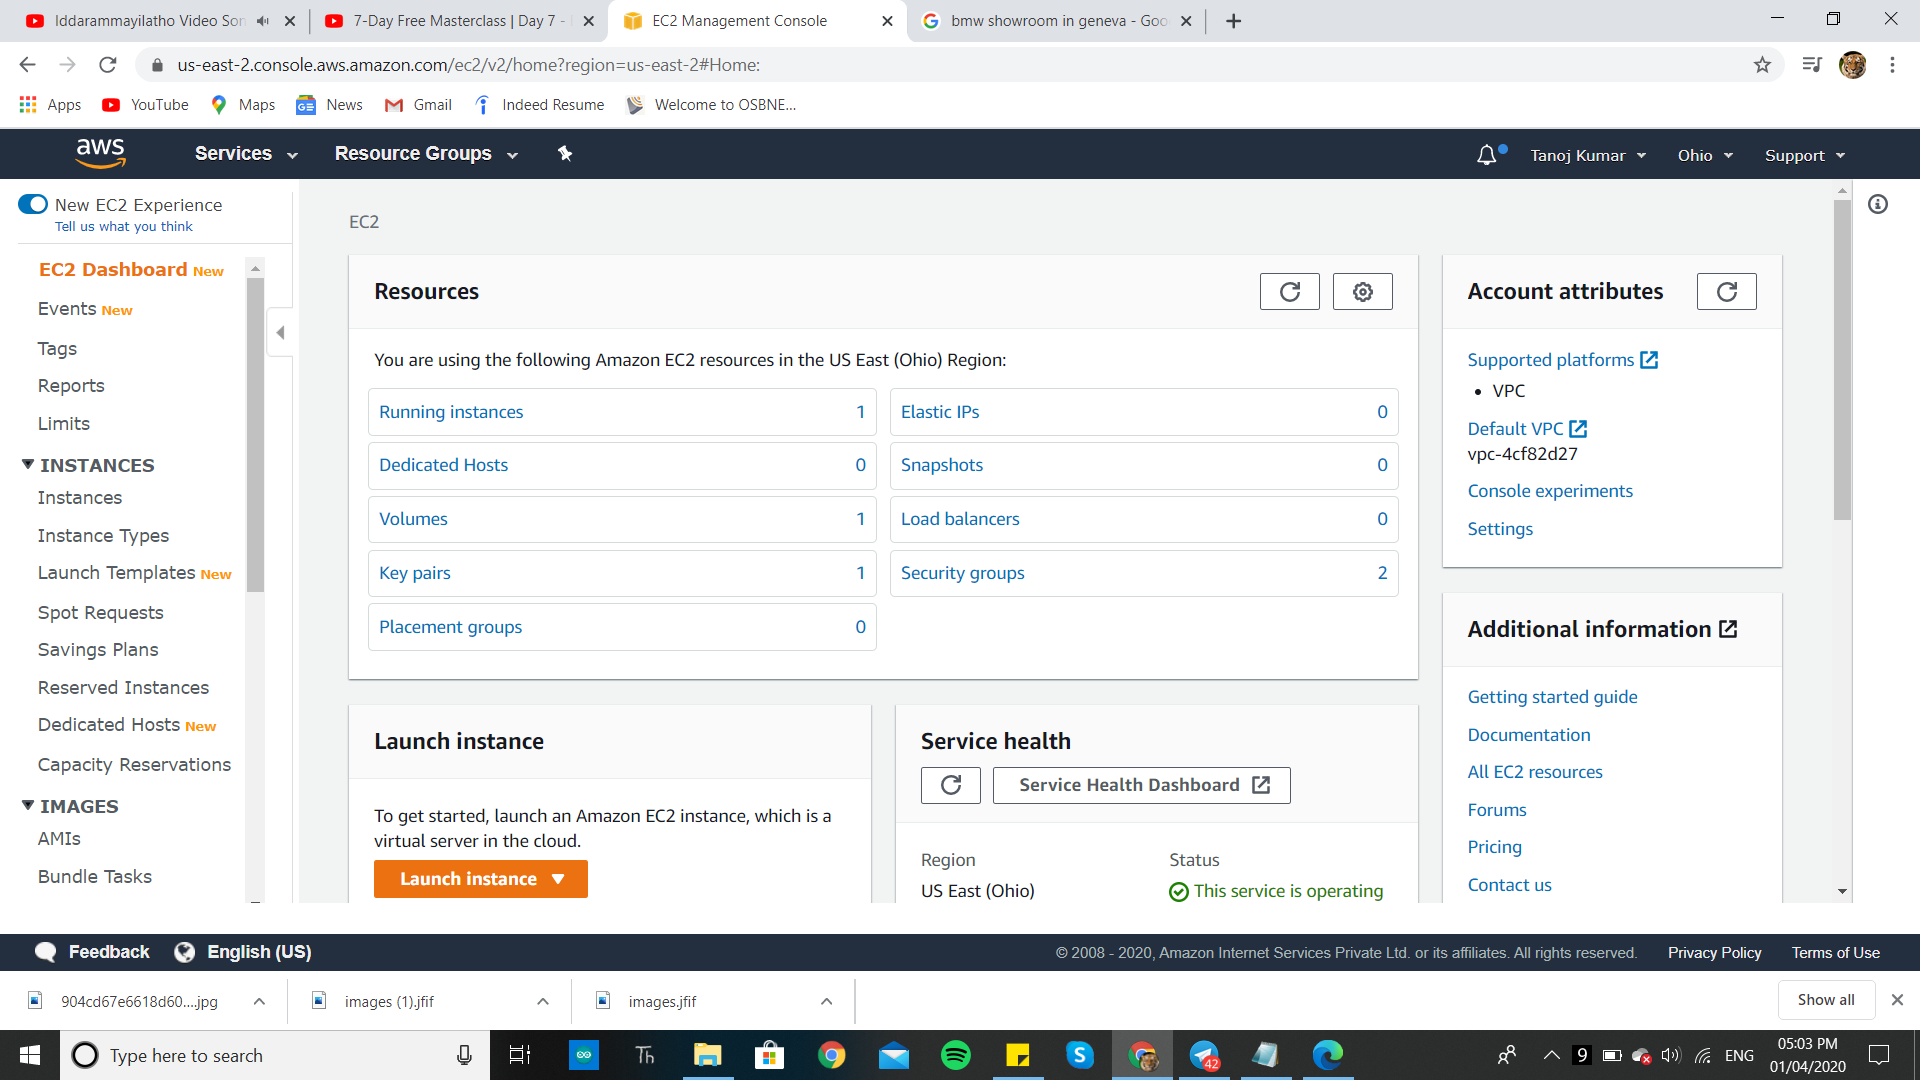 Iddarammayilatho Video Son
7-Day Free Masterclass | Day 7 -
EC2 Management Console
bmw showroom in geneva - Goo
us-east-2.console.aws.amazon.com/ec2/v2/home?region=us-east-2#Home:
Apps
YouTube
Maps
News
Gmail
Indeed Resume
Welcome to OSBNE...
aws
Services
Resource Groups
Tanoj Kumar
Ohio
Support
New EC2 Experience
Tell us what you think
EC2 Dashboard New
Events New
Tags
Reports
Limits
INSTANCES
Instances
Instance Types
Launch Templates New
Spot Requests
Savings Plans
Reserved Instances
Dedicated Hosts New
Capacity Reservations
IMAGES
AMIs
Bundle Tasks
EC2
Resources
You are using the following Amazon EC2 resources in the US East (Ohio) Region:
Running instances 1
Elastic IPs 0
Dedicated Hosts 0
Snapshots 0
Volumes 1
Load balancers 0
Key pairs 1
Security groups 2
Placement groups 0
Launch instance
To get started, launch an Amazon EC2 instance, which is a
virtual server in the cloud.
Launch instance
Service health
Service Health Dashboard
Region
US East (Ohio)
Status
This service is operating
Account attributes
Supported platforms
• VPC
Default VPC
vpc-4cf82d27
Console experiments
Settings
Additional information
Getting started guide
Documentation
All EC2 resources
Forums
Pricing
Contact us
Feedback
English (US)
© 2008 - 2020, Amazon Internet Services Private Ltd. or its affiliates. All rights reserved.
Privacy Policy
Terms of Use
904cd67e6618d60....jpg
images (1).jfif
images.jfif
Show all
Type here to search
Th
42
9
ENG
05:03 PM
01/04/2020